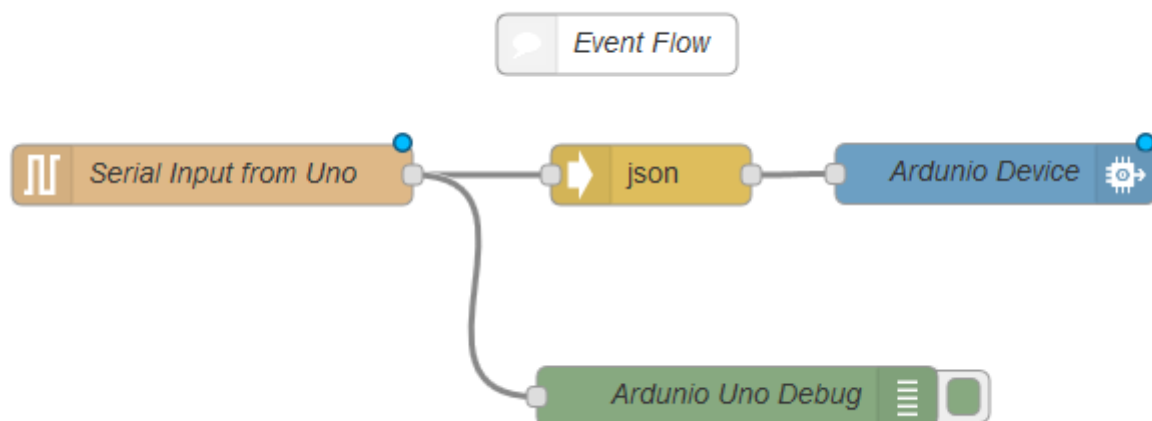 Event Flow
Serial Input from Uno
json
Ardunio Device
Ardunio Uno Debug